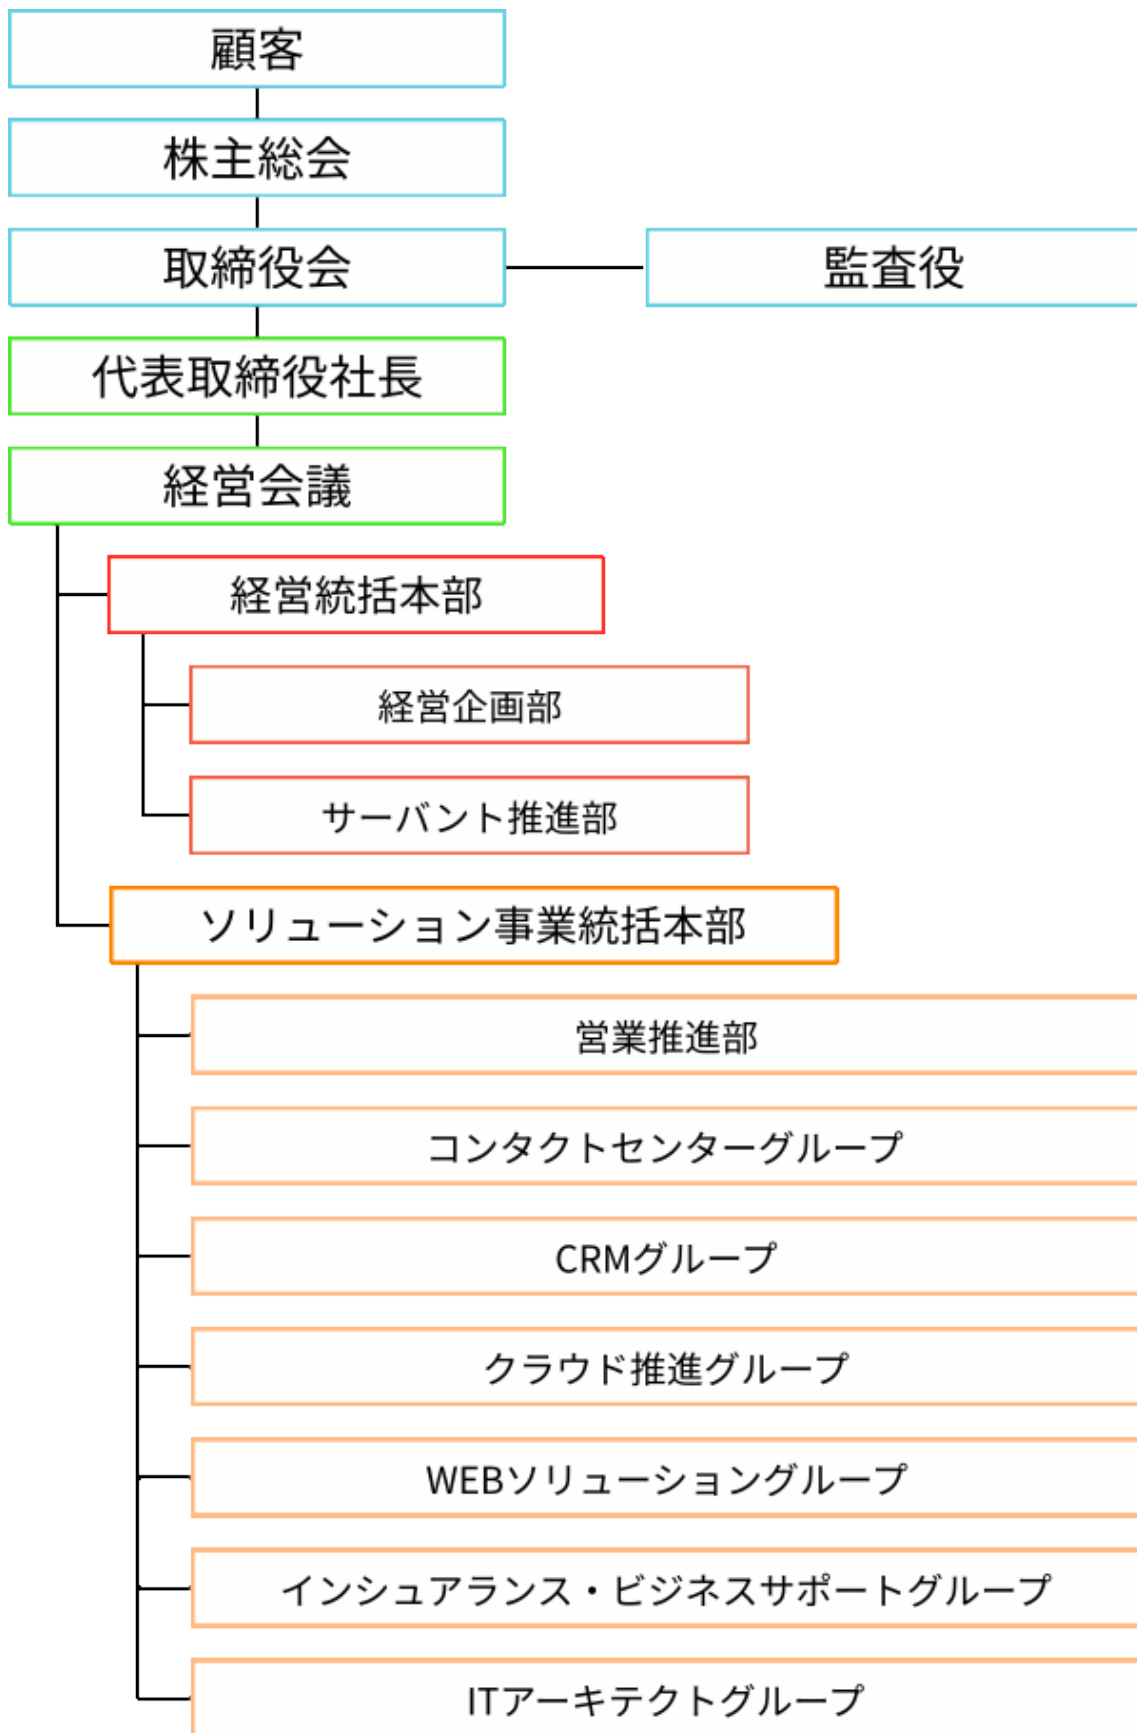 顧客
株主総会
取締役会
監査役
代表取締役社長
経営会議
経営統括本部
経営企画部
サーバント推進部
ソリューション事業統括本部
営業推進部
コンタクトセンターグループ
CRMグループ
クラウド推進グループ
WEBソリューショングループ
インシュアランス・ビジネスサポートグループ
ITアーキテクトグループ